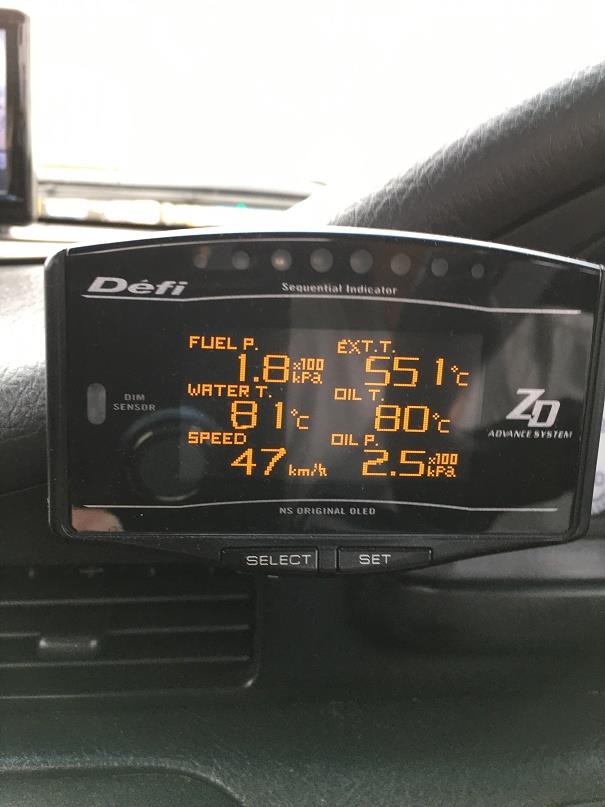 Défi
Sequential Indicator
FUEL P. EXT.T.
1.8 x100 kPa 551 °C
WATER T. OIL T.
81 °C 80 °C
SPEED OIL P.
47 km/h 2.5 x100 kPa
DIM
SENSOR
ZD
ADVANCE SYSTEM
NS ORIGINAL OLED
SELECT SET